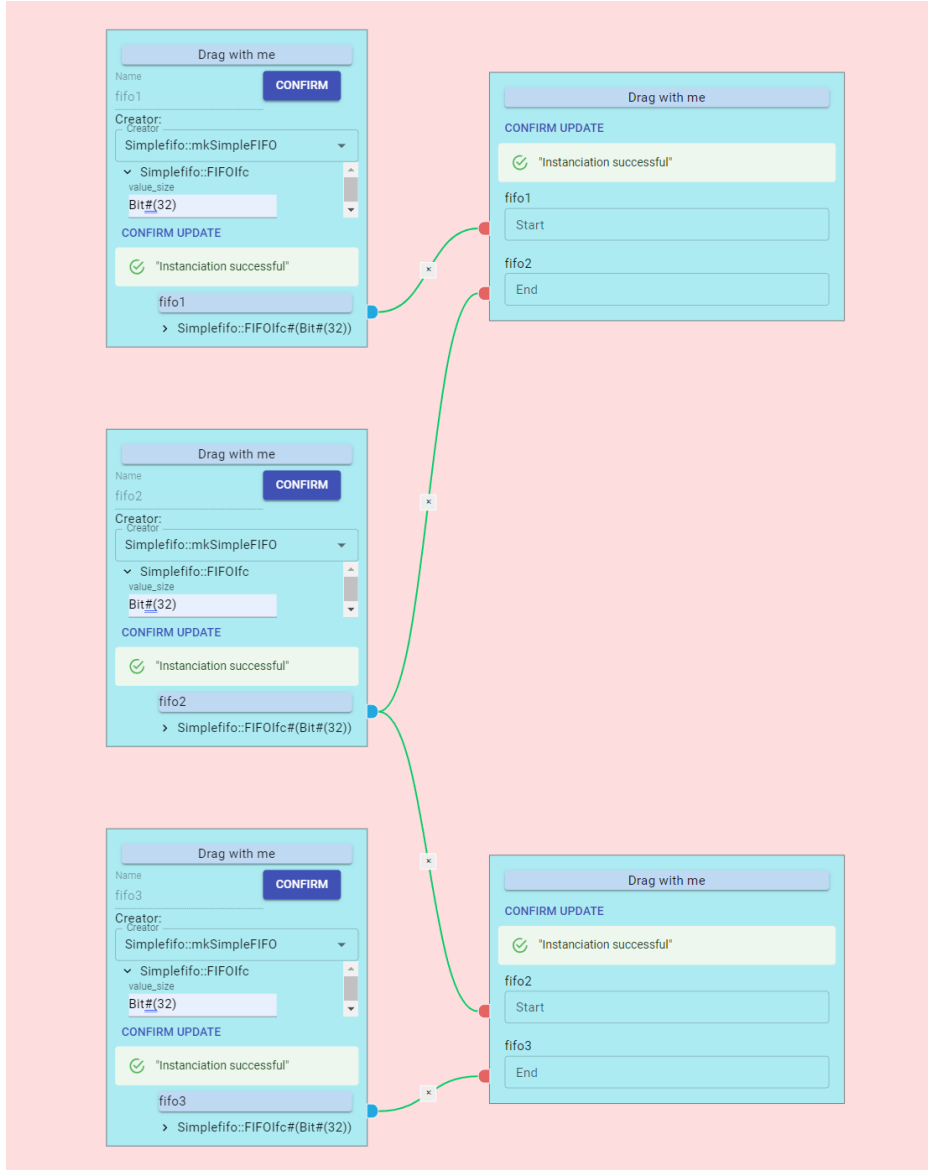 Drag with me
Name
fifo1
CONFIRM
Creator:
Creator
Simplefifo::mkSimpleFIFO
Simplefifo::FIFOIfc
value_size
Bit#(32)
CONFIRM UPDATE
"Instanciation successful"
fifo1
Simplefifo::FIFOIfc#(Bit#(32))
Drag with me
CONFIRM UPDATE
"Instanciation successful"
fifo1
Start
fifo2
End
Drag with me
Name
fifo2
CONFIRM
Creator:
Creator
Simplefifo::mkSimpleFIFO
Simplefifo::FIFOIfc
value_size
Bit#(32)
CONFIRM UPDATE
"Instanciation successful"
fifo2
Simplefifo::FIFOIfc#(Bit#(32))
Drag with me
Name
fifo3
CONFIRM
Creator:
Creator
Simplefifo::mkSimpleFIFO
Simplefifo::FIFOIfc
value_size
Bit#(32)
CONFIRM UPDATE
"Instanciation successful"
fifo3
Simplefifo::FIFOIfc#(Bit#(32))
Drag with me
CONFIRM UPDATE
"Instanciation successful"
fifo2
Start
fifo3
End